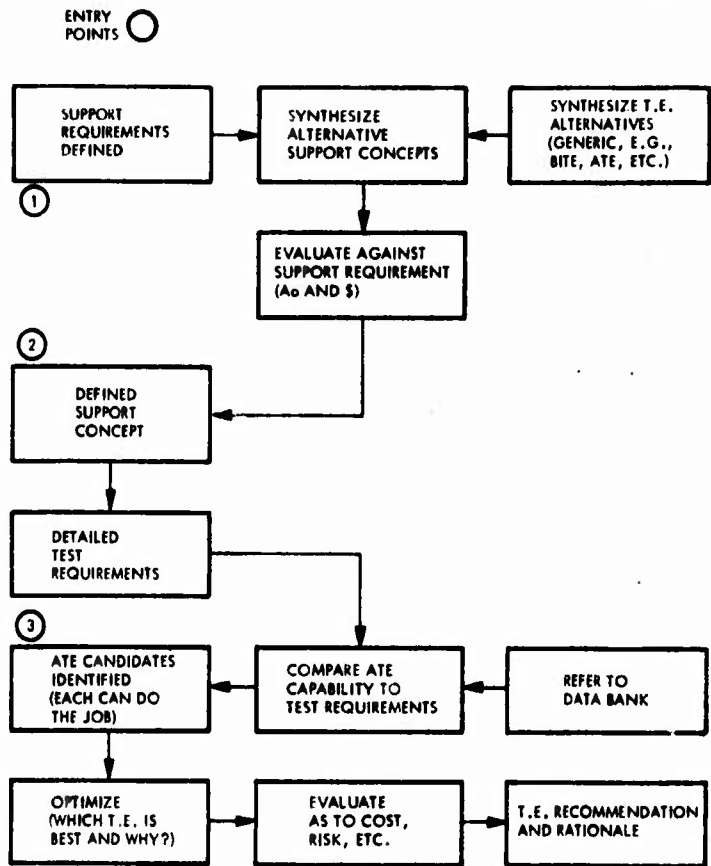 ENTRY
POINTS
SUPPORT
REQUIREMENTS
DEFINED
SYNTHESIZE
ALTERNATIVE
SUPPORT CONCEPTS
SYNTHESIZE T.E.
ALTERNATIVES
(GENERIC, E.G.,
BITE, ATE, ETC.)
1
EVALUATE AGAINST
SUPPORT REQUIREMENT
(Ao AND $)
2
DEFINED
SUPPORT
CONCEPT
DETAILED
TEST
REQUIREMENTS
3
ATE CANDIDATES
IDENTIFIED
(EACH CAN DO
THE JOB)
COMPARE ATE
CAPABILITY TO
TEST REQUIREMENTS
REFER TO
DATA BANK
OPTIMIZE
(WHICH T.E. IS
BEST AND WHY?)
EVALUATE
AS TO COST,
RISK, ETC.
T.E. RECOMMENDATION
AND RATIONALE